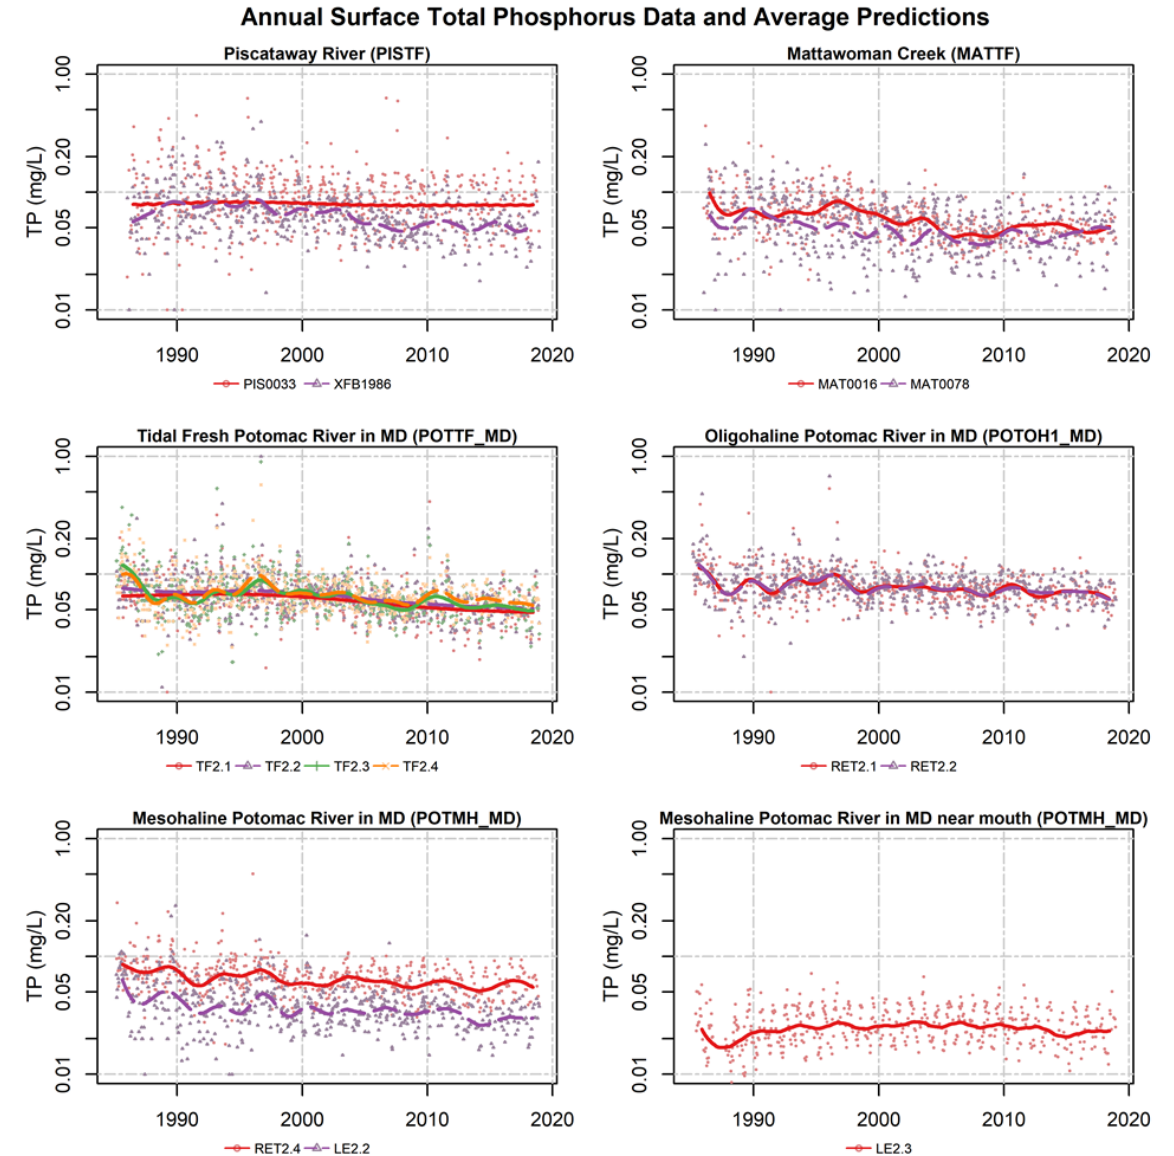 Annual Surface Total Phosphorus Data and Average Predictions
Piscataway River (PISTF)
TP (mg/L)
1.00
0.20
0.05
0.01
1990 2000 2010 2020
PIS0033 XFB1986
Mattawoman Creek (MATTF)
TP (mg/L)
1.00
0.20
0.05
0.01
1990 2000 2010 2020
MAT0016 MAT0078
Tidal Fresh Potomac River in MD (POTTF_MD)
TP (mg/L)
1.00
0.20
0.05
0.01
1990 2000 2010 2020
TF2.1 TF2.2 TF2.3 TF2.4
Oligohaline Potomac River in MD (POTOH1_MD)
TP (mg/L)
1.00
0.20
0.05
0.01
1990 2000 2010 2020
RET2.1 RET2.2
Mesohaline Potomac River in MD (POTMH_MD)
TP (mg/L)
1.00
0.20
0.05
0.01
1990 2000 2010 2020
RET2.4 LE2.2
Mesohaline Potomac River in MD near mouth (POTMH_MD)
TP (mg/L)
1.00
0.20
0.05
0.01
1990 2000 2010 2020
LE2.3